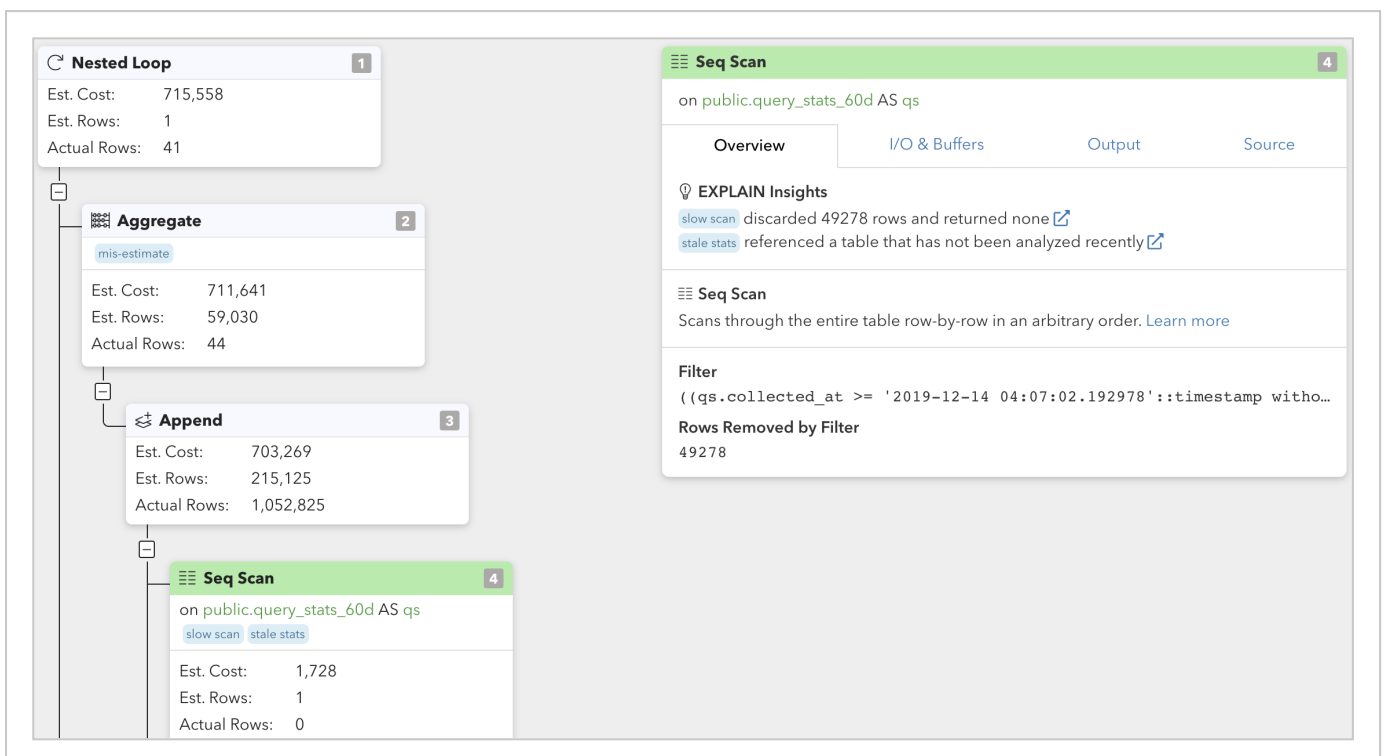 Nested Loop 1
Est. Cost: 715,558
Est. Rows: 1
Actual Rows: 41
Aggregate 2
mis-estimate
Est. Cost: 711,641
Est. Rows: 59,030
Actual Rows: 44
Append 3
Est. Cost: 703,269
Est. Rows: 215,125
Actual Rows: 1,052,825
Seq Scan 4
on public.query_stats_60d AS qs
slow scan stale stats
Est. Cost: 1,728
Est. Rows: 1
Actual Rows: 0
Seq Scan 4
on public.query_stats_60d AS qs
Overview I/O & Buffers Output Source
EXPLAIN Insights
slow scan discarded 49278 rows and returned none
stale stats referenced a table that has not been analyzed recently
Seq Scan
Scans through the entire table row-by-row in an arbitrary order. Learn more
Filter
((qs.collected_at >= '2019-12-14 04:07:02.192978'::timestamp witho…
Rows Removed by Filter
49278